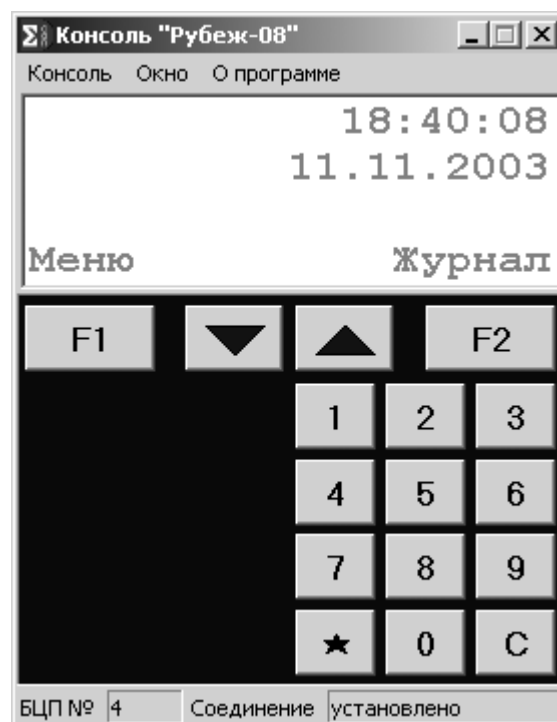 Консоль "Рубеж-08"
Консоль Окно О программе
18:40:08
11.11.2003
Меню Журнал
F1 F2
1 2 3
4 5 6
7 8 9
★ 0 C
БЦП № 4 Соединение установлено